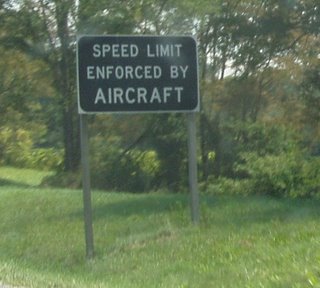 SPEED LIMIT
ENFORCED BY
AIRCRAFT